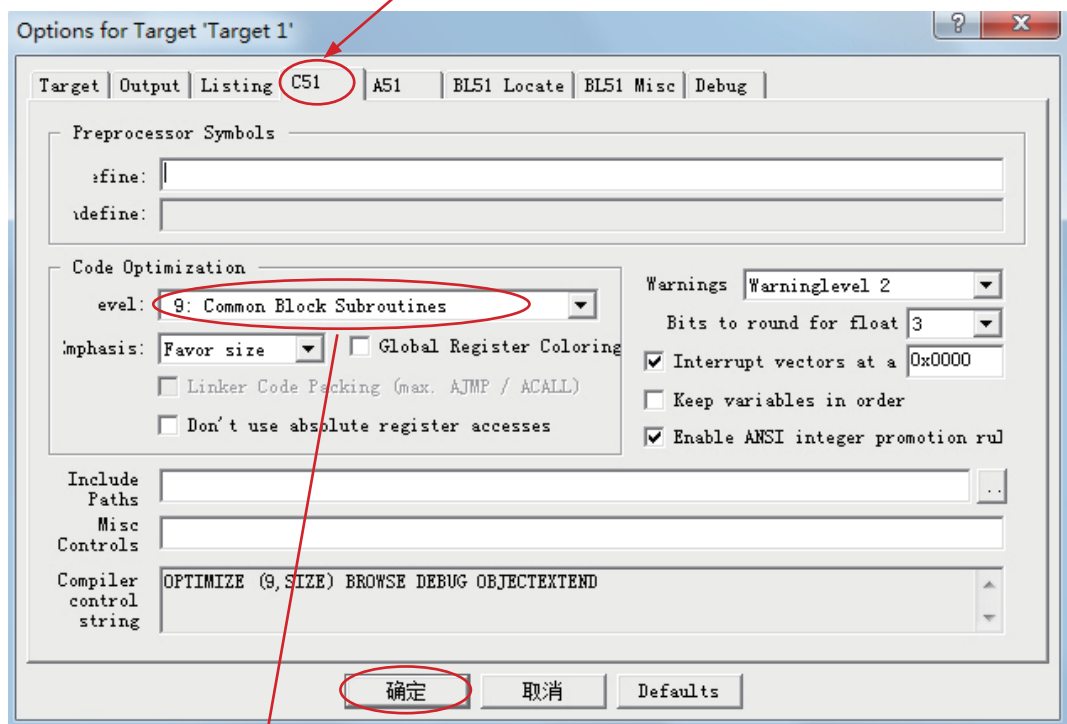 Options for Target 'Target 1'
Target Output Listing C51 A51 BL51 Locate BL51 Misc Debug
Preprocessor Symbols
efine:
define:
Code Optimization
evel: 9: Common Block Subroutines
mphasis: Favor size Global Register Coloring
Linker Code Packing (max. AJMP / ACALL)
Don't use absolute register accesses
Warnings Warninglevel 2
Bits to round for float 3
Interrupt vectors at a 0x0000
Keep variables in order
Enable ANSI integer promotion rul
Include
Paths
..
Misc
Controls
Compiler
control
string
OPTIMIZE (9,SIZE) BROWSE DEBUG OBJECTEXTEND
确定 取消 Defaults